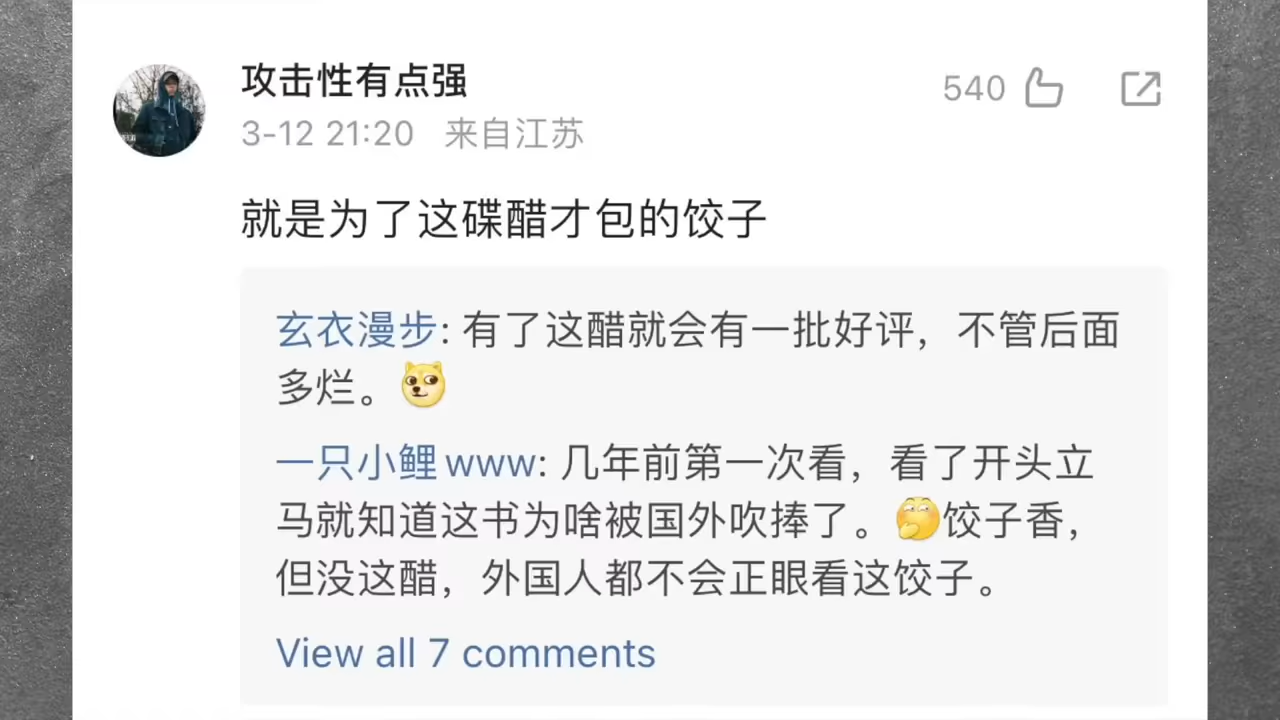 攻击性有点强
540
3-12 21:20 来自江苏
就是为了这碟醋才包的饺子
玄衣漫步: 有了这醋就会有一批好评，不管后面
多烂。
一只小鲤www: 几年前第一次看，看了开头立
马就知道这书为啥被国外吹捧了。饺子香，
但没这醋，外国人都不会正眼看这饺子。
View all 7 comments